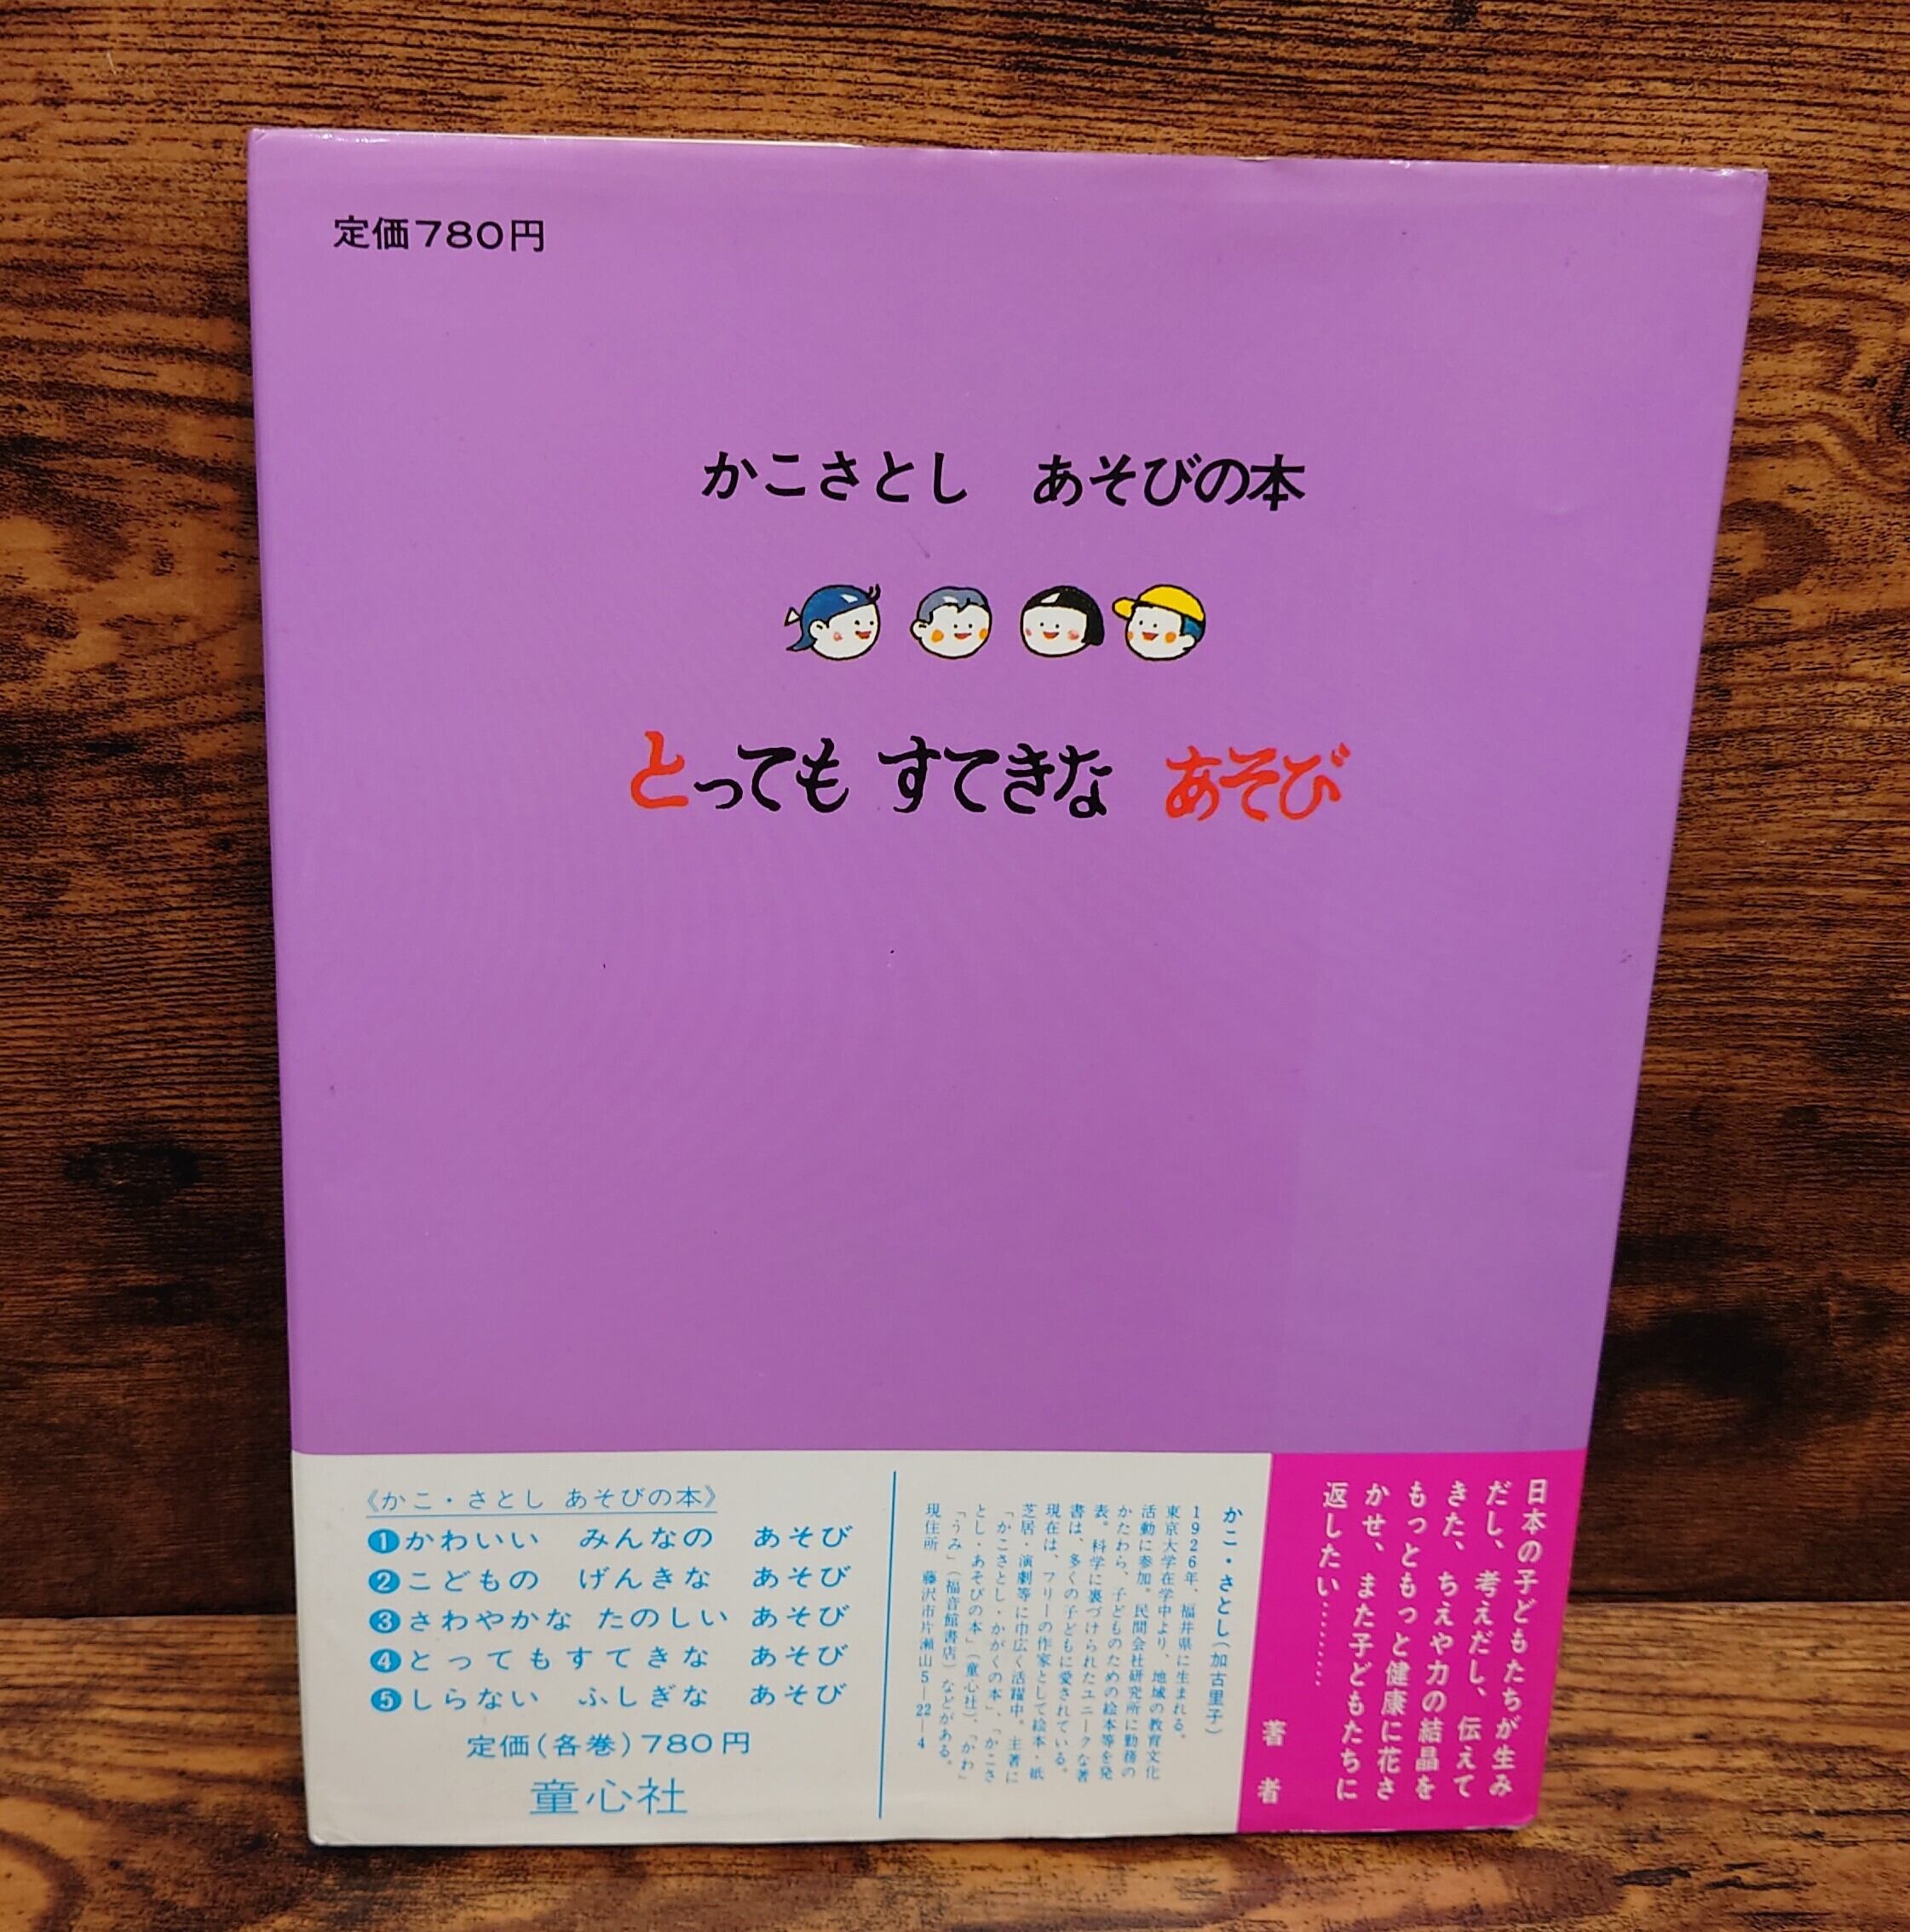 定価780円
かこさとし あそびの本
とっても すてきな あそび
《かこ・さとし あそびの本》
❶かわいい みんなの あそび
❷こどもの げんきな あそび
❸さわやかな たのしい あそび
❹とってもすてきな あそび
❺しらない ふしぎな あそび
定価(各巻)780円
童心社
かこ・さとし(加古里子)
1926年、福井県に生まれる。
東京大学在学中より、地域の教育文化
活動に参加。民間会社研究所に勤務の
かたわら、子どものための絵本等を発
表。科学に裏づけられたユニークな著
書は、多くの子どもに愛されている。
現在は、フリーの作家として絵本・紙
芝居・演劇等に巾広く活躍中。主著に
「かこさとし・かがくの本」、「かこさ
とし・あそびの本」(童心社)、「かわ」
「うみ」(福音館書店)などがある。
現住所 藤沢市片瀬山5―22―4
日本の子どもたちが生み
だし、考えだし、伝えて
きた、ちえや力の結晶を
もっともっと健康に花さ
かせ、また子どもたちに
返したい………
著者